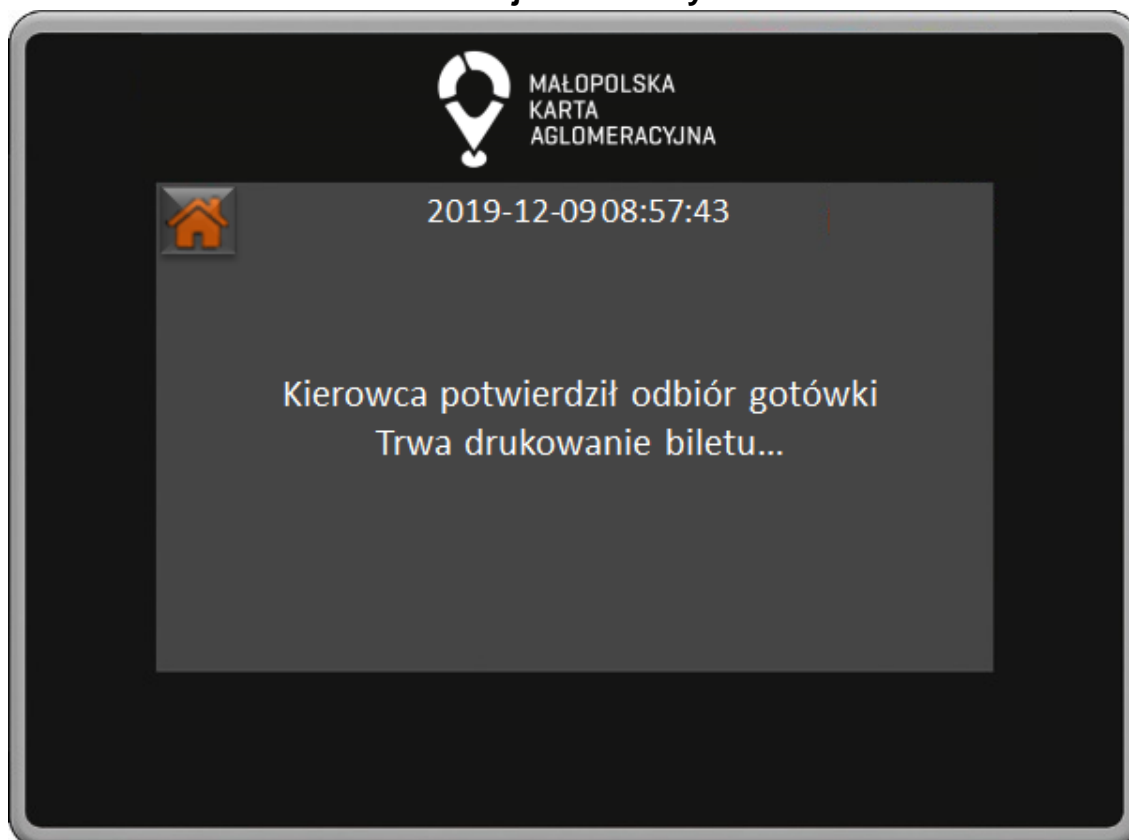 MAŁOPOLSKA
KARTA
AGLOMERACYJNA
2019-12-09 08:57:43
Kierowca potwierdził odbiór gotówki
Trwa drukowanie biletu...